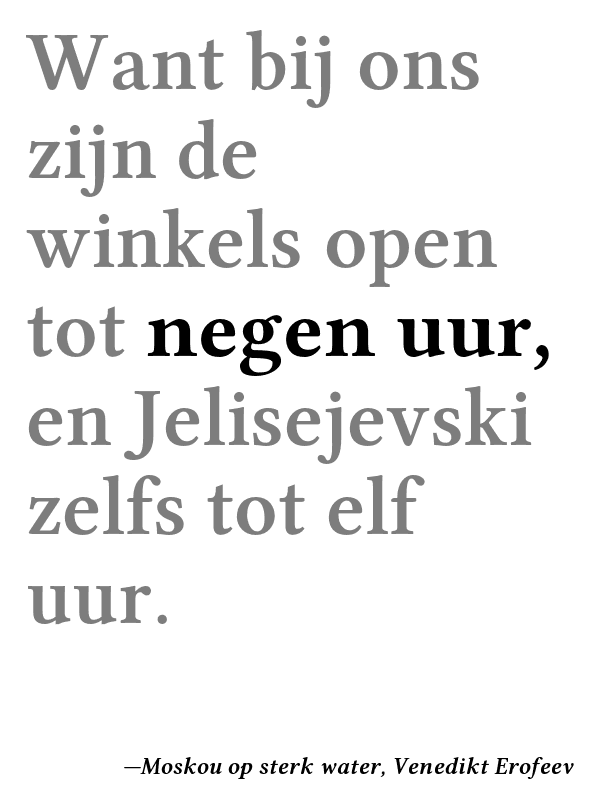 Want bij ons
zijn de
winkels open
tot negen uur,
en Jelisejevski
zelfs tot elf
uur.
—Moskou op sterk water, Venedikt Erofeev